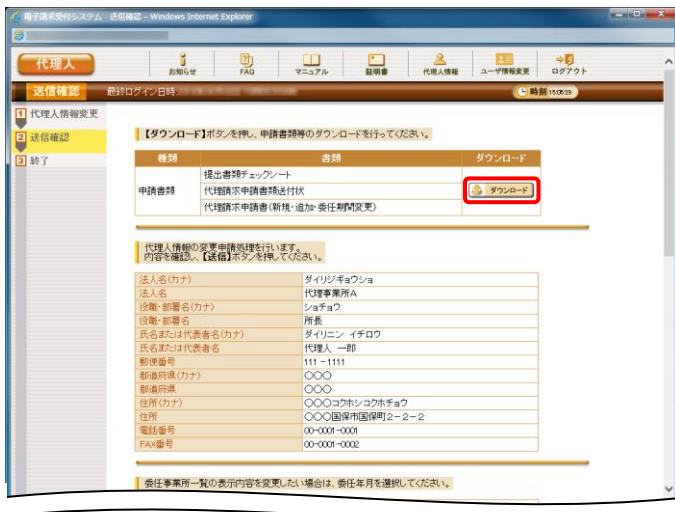 電子請求受付システム 送信確認 - Windows Internet Explorer
代理人
お知らせ FAQ マニュアル 証明書 代理人情報 ユーザ情報変更 ログアウト
送信確認 最終ログイン日時 時刻 15:05:29
1 代理人情報変更
2 送信確認
3 終了
【ダウンロード】ボタンを押し、申請書類等のダウンロードを行ってください。
種類 書類 ダウンロード
申請書類
提出書類チェックシート
代理請求申請書類送付状
代理請求申請書(新規・追加・委任期間変更)
ダウンロード
代理人情報の変更申請処理を行います。
内容を確認し、【送信】ボタンを押してください。
法人名(カナ) ダイリジギョウショ
法人名 代理事業所A
役職・部署名(カナ) ショチョウ
役職・部署名 所長
氏名または代表者名(カナ) ダイリニン イチロウ
氏名または代表者名 代理人 一郎
郵便番号 111-1111
都道府県(カナ) 〇〇〇
都道府県 〇〇〇
住所(カナ) 〇〇〇コクホシコクホチョウ
住所 〇〇〇国保市国保町2-2-2
電話番号 00-0001-0001
FAX番号 00-0001-0002
委任事業所一覧の表示内容を変更したい場合は、委任年月を選択してください。